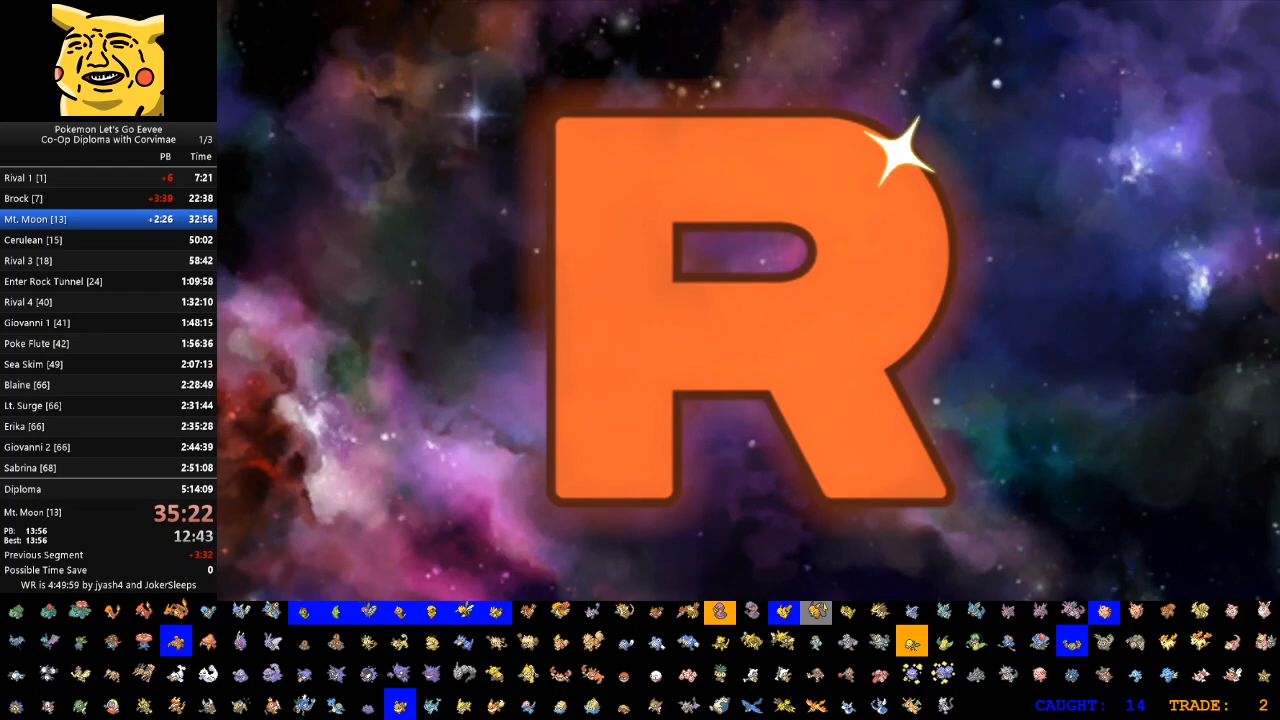 Pokemon Let's Go Eevee
Co-Op Diploma with Corvimae 1/3
PB Time
Rival 1 [1] +6 7:21
Brock [7] +3:39 22:38
Mt. Moon [13] +2:26 32:56
Cerulean [15] 50:02
Rival 3 [18] 58:42
Enter Rock Tunnel [24] 1:09:58
Rival 4 [40] 1:32:10
Giovanni 1 [41] 1:48:15
Poke Flute [42] 1:56:36
Sea Skim [49] 2:07:13
Blaine [66] 2:28:49
Lt. Surge [66] 2:31:44
Erika [66] 2:35:28
Giovanni 2 [66] 2:44:39
Sabrina [68] 2:51:08
Diploma 5:14:09
Mt. Moon [13] 35:22
PB: 13:56
Best: 13:56 12:43
Previous Segment +3:32
Possible Time Save 0
WR is 4:49:59 by jyash4 and JokerSleeps
R
CAUGHT: 14 TRADE: 2